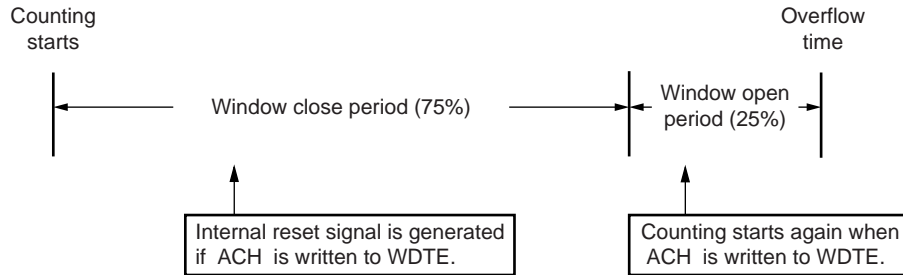 Counting
starts
Overflow
time
Window close period (75%)
Window open
period (25%)
Internal reset signal is generated
if ACH is written to WDTE.
Counting starts again when
ACH is written to WDTE.